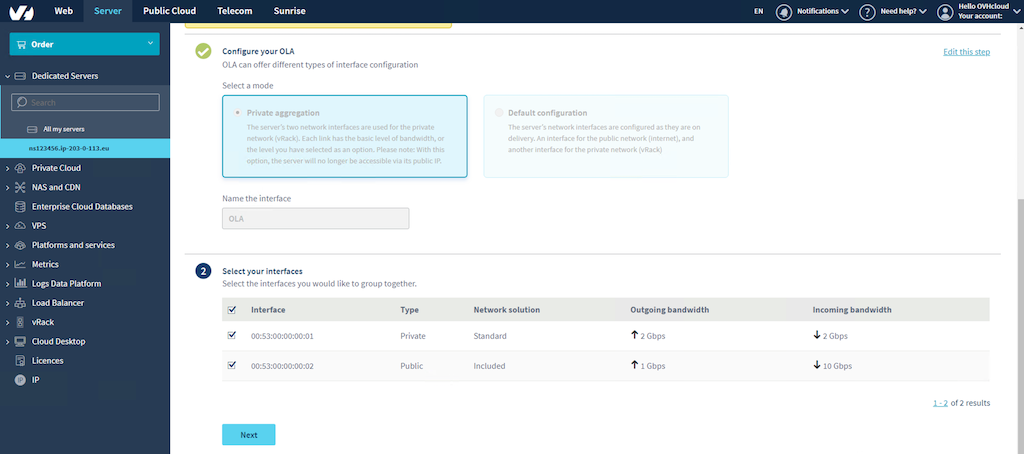 Web Server Public Cloud Telecom Sunrise EN Notifications Need help? Hello OVHcloud
Your account:
Order
Dedicated Servers
Search
All my servers
ns123456.ip-203-0-113.eu
Private Cloud
NAS and CDN
Enterprise Cloud Databases
VPS
Platforms and services
Metrics
Logs Data Platform
Load Balancer
vRack
Cloud Desktop
Licences
IP
Configure your OLA Edit this step
OLA can offer different types of interface configuration
Select a mode
Private aggregation
The server's two network interfaces are used for the private
network (vRack). Each link has the basic level of bandwidth, or
the level you have selected as an option. Please note: With this
option, the server will no longer be accessible via its public IP.
Default configuration
The server's network interfaces are configured as they are on
delivery. An interface for the public network (internet), and
another interface for the private network (vRack)
Name the interface
OLA
2 Select your interfaces
Select the interfaces you would like to group together.
Interface Type Network solution Outgoing bandwidth Incoming bandwidth
00:53:00:00:00:01 Private Standard 2 Gbps 2 Gbps
00:53:00:00:00:02 Public Included 1 Gbps 10 Gbps
1 - 2 of 2 results
Next